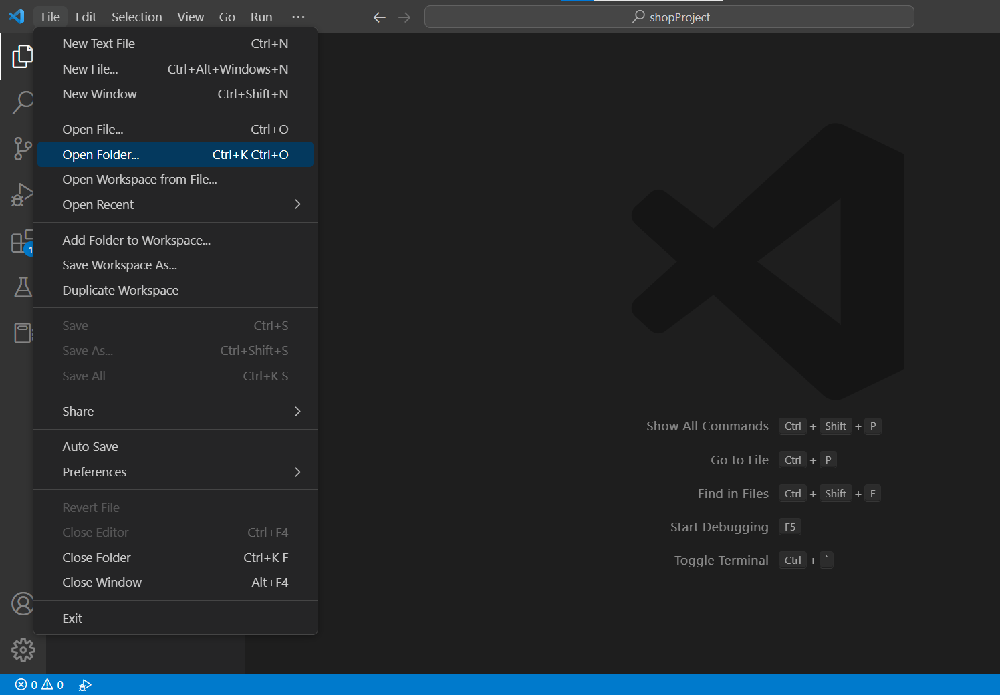 File Edit Selection View Go Run ···
shopProject
New Text File Ctrl+N
New File... Ctrl+Alt+Windows+N
New Window Ctrl+Shift+N
Open File... Ctrl+O
Open Folder... Ctrl+K Ctrl+O
Open Workspace from File...
Open Recent
Add Folder to Workspace...
Save Workspace As...
Duplicate Workspace
Save Ctrl+S
Save As... Ctrl+Shift+S
Save All Ctrl+K S
Share
Auto Save
Preferences
Revert File
Close Editor Ctrl+F4
Close Folder Ctrl+K F
Close Window Alt+F4
Exit
1
Show All Commands Ctrl + Shift + P
Go to File Ctrl + P
Find in Files Ctrl + Shift + F
Start Debugging F5
Toggle Terminal Ctrl + `
0 0